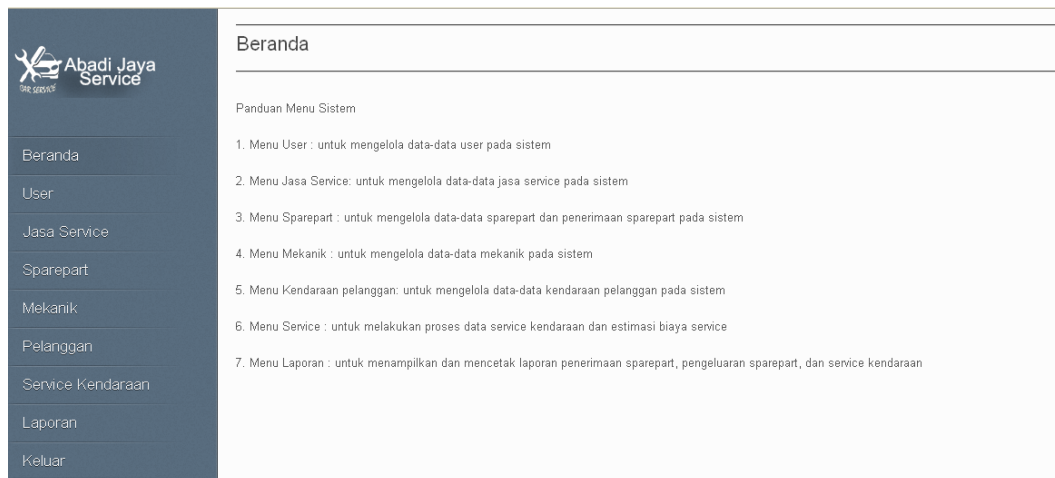 Abadi Jaya
Service
CAR SERVICE
Beranda
User
Jasa Service
Sparepart
Mekanik
Pelanggan
Service Kendaraan
Laporan
Keluar
Beranda
Panduan Menu Sistem
1. Menu User : untuk mengelola data-data user pada sistem
2. Menu Jasa Service: untuk mengelola data-data jasa service pada sistem
3. Menu Sparepart : untuk mengelola data-data sparepart dan penerimaan sparepart pada sistem
4. Menu Mekanik : untuk mengelola data-data mekanik pada sistem
5. Menu Kendaraan pelanggan: untuk mengelola data-data kendaraan pelanggan pada sistem
6. Menu Service : untuk melakukan proses data service kendaraan dan estimasi biaya service
7. Menu Laporan : untuk menampilkan dan mencetak laporan penerimaan sparepart, pengeluaran sparepart, dan service kendaraan